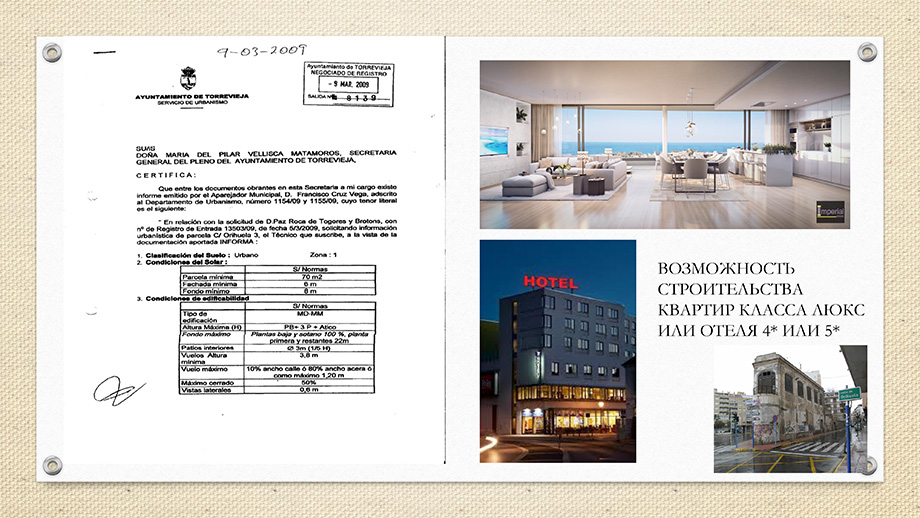 9-03-2009
Ayuntamiento de TORREVIEJA
NEGOCIADO DE REGISTRO
- 9 MAR. 2009
SALIDA Nº 8139
AYUNTAMIENTO DE TORREVIEJA
SERVICIO DE URBANISMO
SU/IS
DOÑA MARIA DEL PILAR VELLISCA MATAMOROS, SECRETARIA
GENERAL DEL PLENO DEL AYUNTAMIENTO DE TORREVIEJA,
C E R T I F I C A :
Que entre los documentos obrantes en esta Secretaria a mi cargo existe
informe emitido por el Aparejador Municipal, D. Francisco Cruz Vega, adscrito
al Departamento de Urbanismo, número 1154/09 y 1155/09, cuyo tenor literal
es el siguiente:
" En relación con la solicitud de D.Paz Roca de Togores y Brotons, con
nº de Registro de Entrada 13503/09, de fecha 5/3/2009, solicitando información
urbanística de parcela C/ Orihuela 3, el Técnico que suscribe, a la vista de la
documentación aportada INFORMA :
1. Clasificación del Suelo : Urbano Zona : 1
2. Condiciones del Solar :
S/ Normas
Parcela mínima 70 m2
Fachada mínima 6 m
Fondo mínimo 8 m
3. Condiciones de edificabilidad
S/ Normas
Tipo de edificación MD-MM
Altura Máxima (H) PB+ 3 P + Atico
Fondo máximo Plantas baja y sotano 100 %, planta
primera y restantes 22m
Patios interiores Ø 3m (1/5 H)
Vuelos Altura mínima 3,8 m
Vuelo máximo 10% ancho calle ó 80% ancho acera ó
como máximo 1,20 m
Máximo cerrado 50%
Vistas laterales 0,6 m
imperial
HOTEL
ВОЗМОЖНОСТЬ
СТРОИТЕЛЬСТВА
КВАРТИР КЛАССА ЛЮКС
ИЛИ ОТЕЛЯ 4* ИЛИ 5*
Orihuela